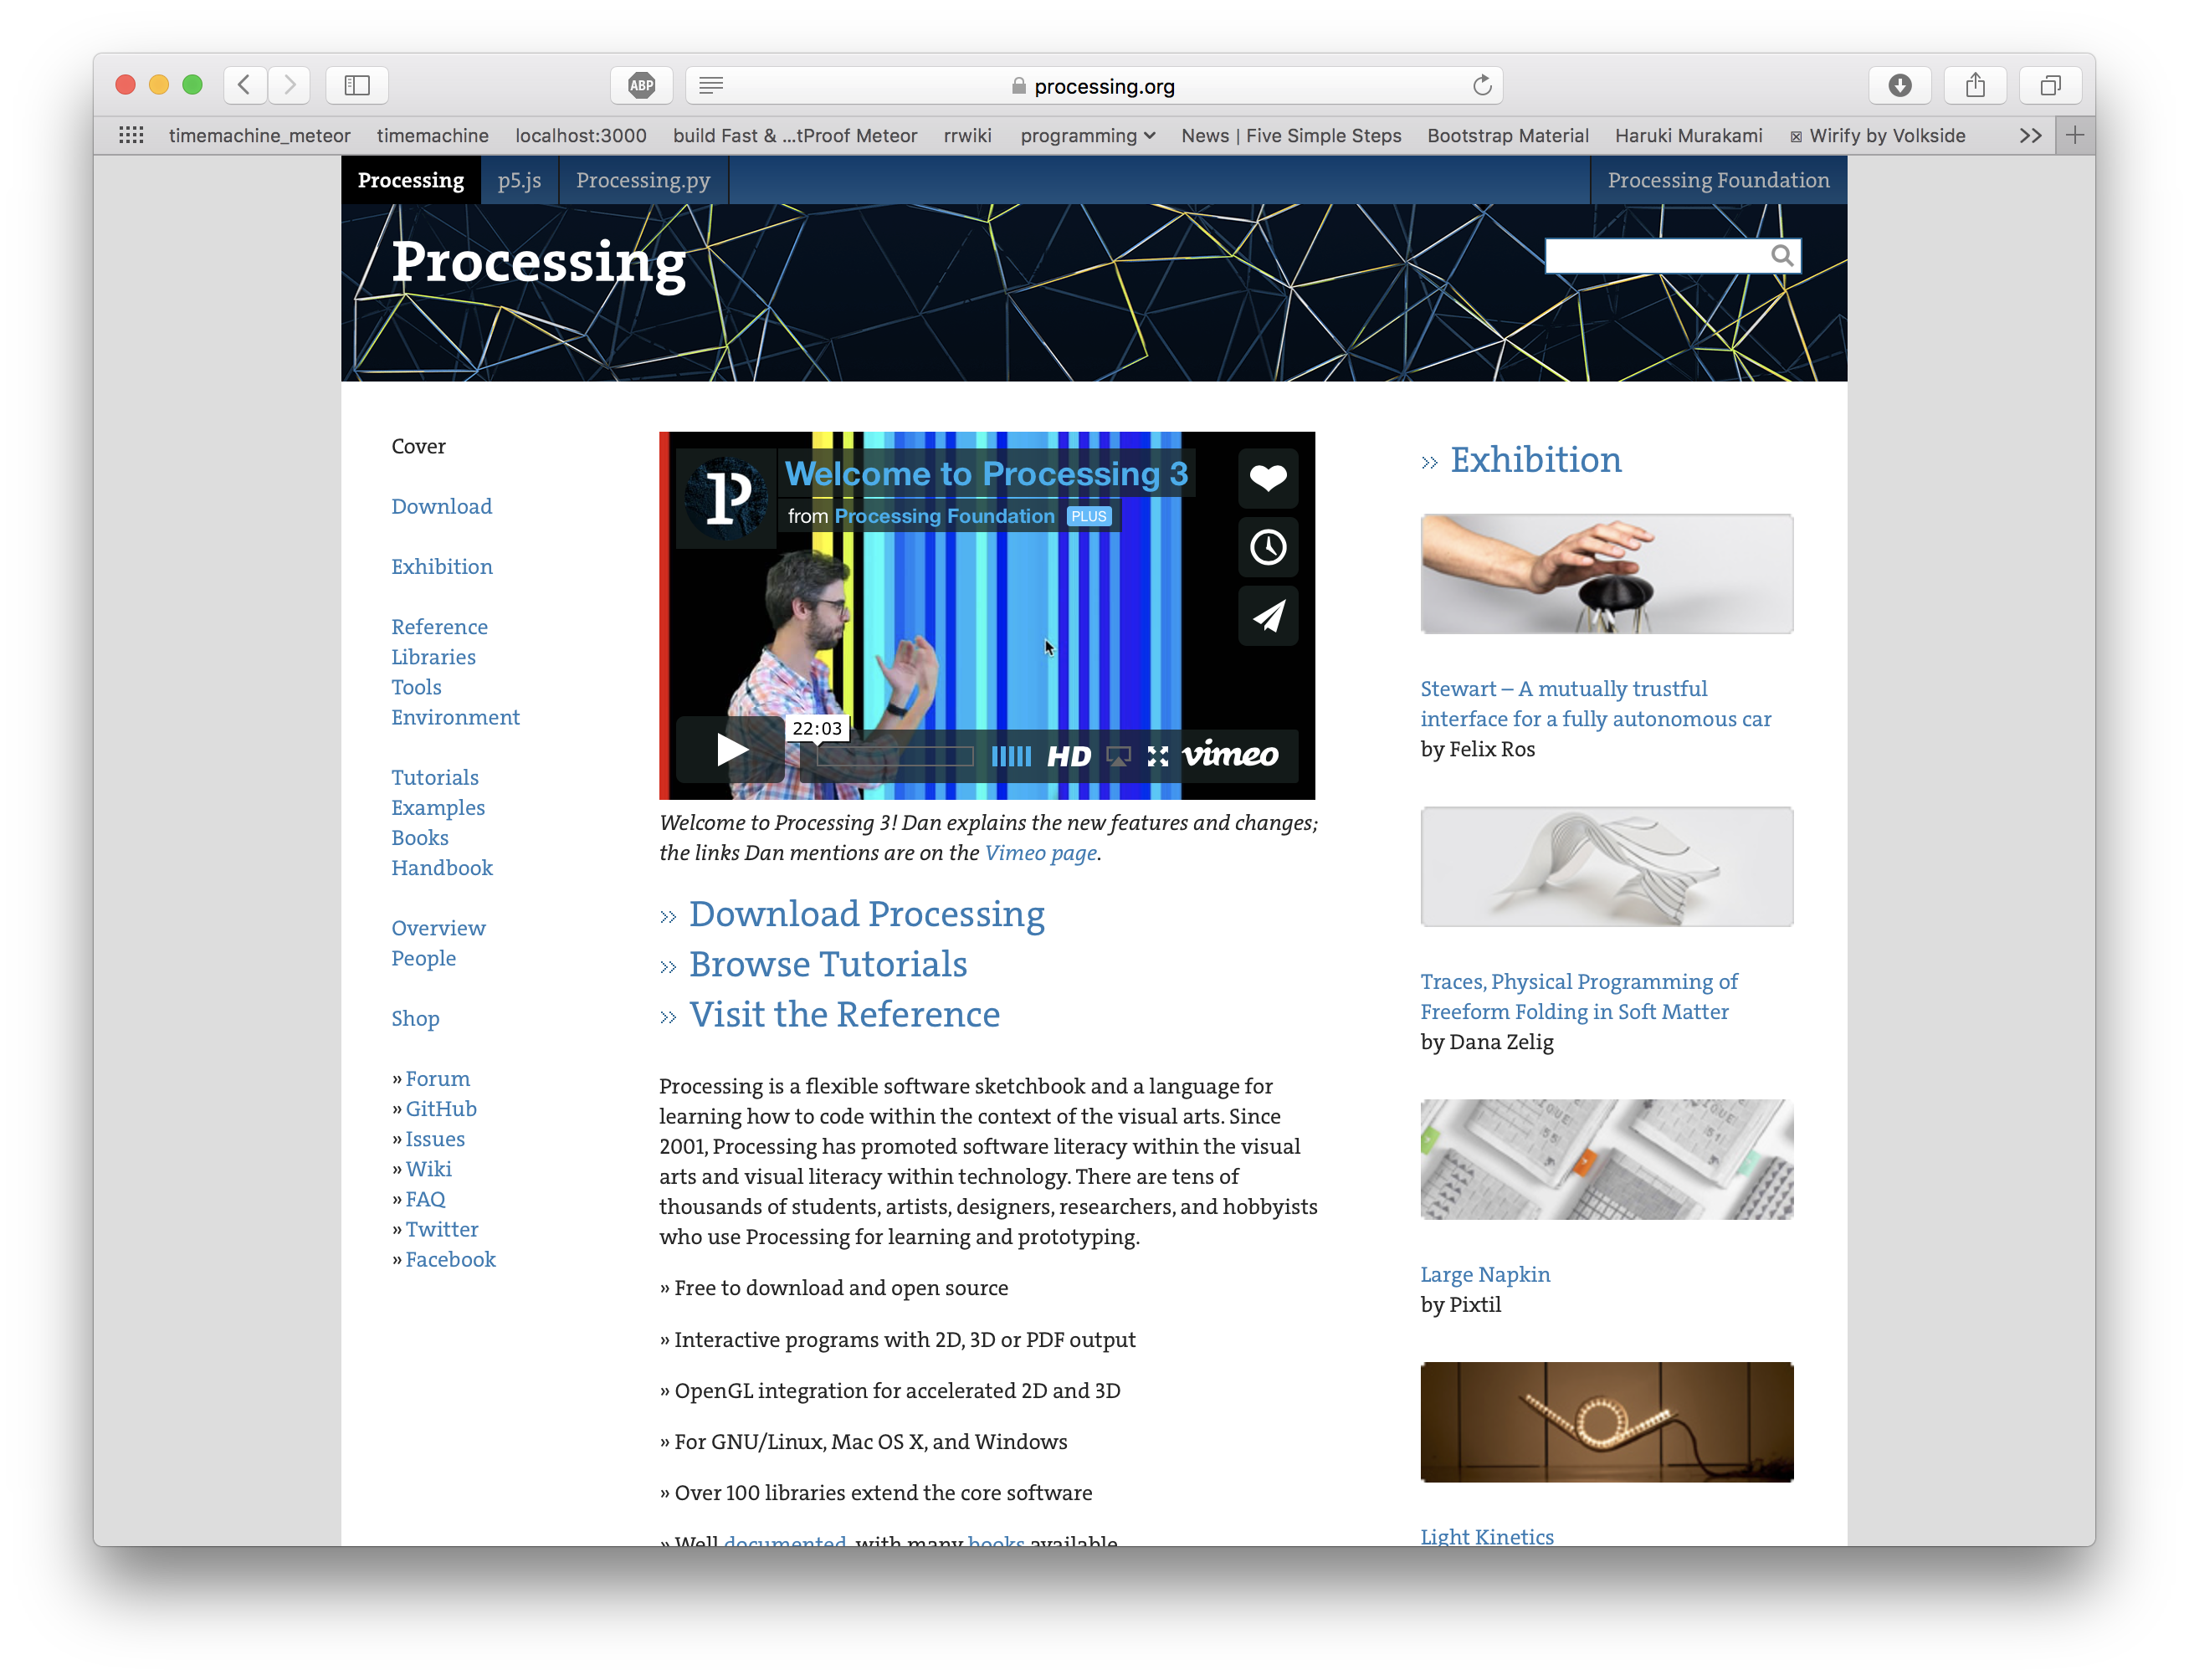 ABP
processing.org
timemachine_meteor timemachine localhost:3000 build Fast & ...tProof Meteor rrwiki programming News | Five Simple Steps Bootstrap Material Haruki Murakami Wirify by Volkside
Processing p5.js Processing.py Processing Foundation
Processing
Cover
Download
Exhibition
Reference
Libraries
Tools
Environment
Tutorials
Examples
Books
Handbook
Overview
People
Shop
» Forum
» GitHub
» Issues
» Wiki
» FAQ
» Twitter
» Facebook
P
Welcome to Processing 3
from Processing Foundation PLUS
22:03
HD vimeo
Welcome to Processing 3! Dan explains the new features and changes;
the links Dan mentions are on the Vimeo page.
» Download Processing
» Browse Tutorials
» Visit the Reference
Processing is a flexible software sketchbook and a language for
learning how to code within the context of the visual arts. Since
2001, Processing has promoted software literacy within the visual
arts and visual literacy within technology. There are tens of
thousands of students, artists, designers, researchers, and hobbyists
who use Processing for learning and prototyping.
» Free to download and open source
» Interactive programs with 2D, 3D or PDF output
» OpenGL integration for accelerated 2D and 3D
» For GNU/Linux, Mac OS X, and Windows
» Over 100 libraries extend the core software
» Well documented, with many books available
» Exhibition
Stewart – A mutually trustful
interface for a fully autonomous car
by Felix Ros
Traces, Physical Programming of
Freeform Folding in Soft Matter
by Dana Zelig
Large Napkin
by Pixtil
Light Kinetics